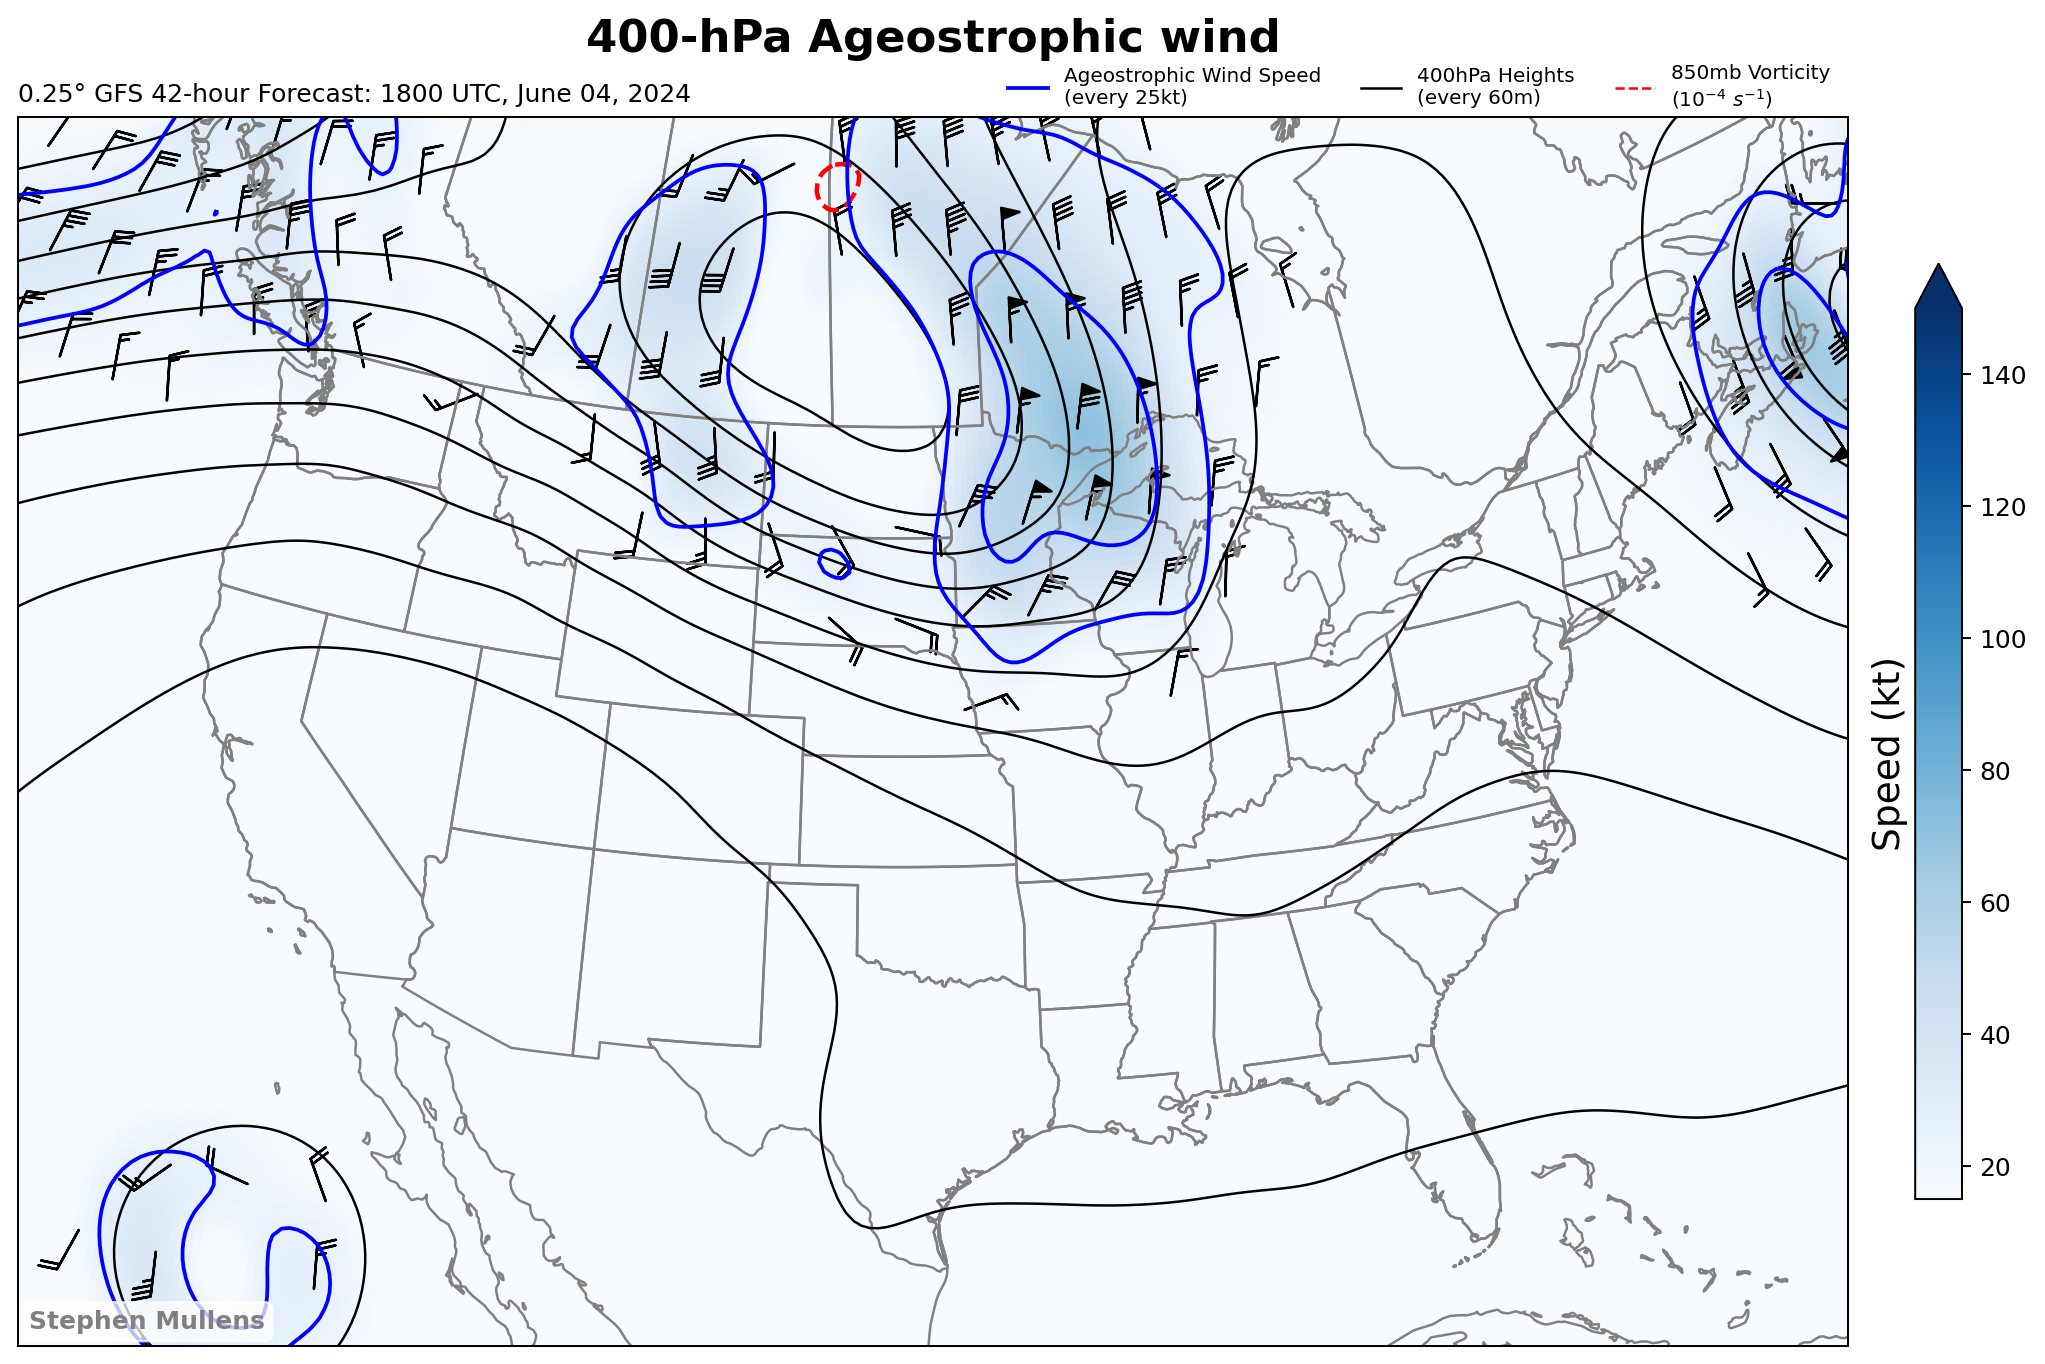 400-hPa Ageostrophic wind
0.25° GFS 42-hour Forecast: 1800 UTC, June 04, 2024
Ageostrophic Wind Speed
(every 25kt)
400hPa Heights
(every 60m)
850mb Vorticity
(10⁻⁴ s⁻¹)
140
120
100
80
60
40
20
Speed (kt)
Stephen Mullens